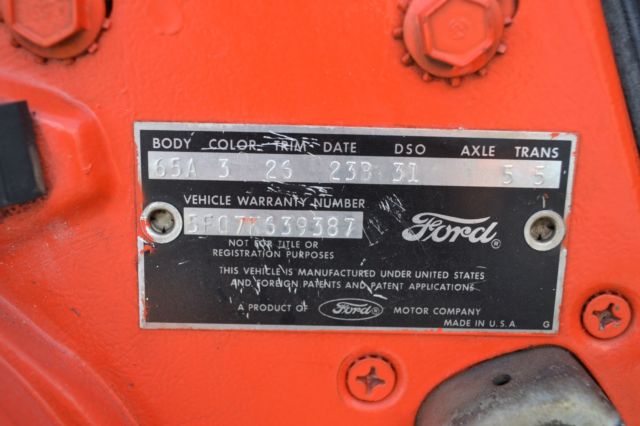 BODY COLOR TRIM DATE DSO AXLE TRANS
65A 3 26 23B 31 5 5
VEHICLE WARRANTY NUMBER
5F07K639387
Ford®
NOT FOR TITLE OR
REGISTRATION PURPOSES
THIS VEHICLE IS MANUFACTURED UNDER UNITED STATES
AND FOREIGN PATENTS AND PATENT APPLICATIONS
A PRODUCT OF Ford MOTOR COMPANY
MADE IN U.S.A. G